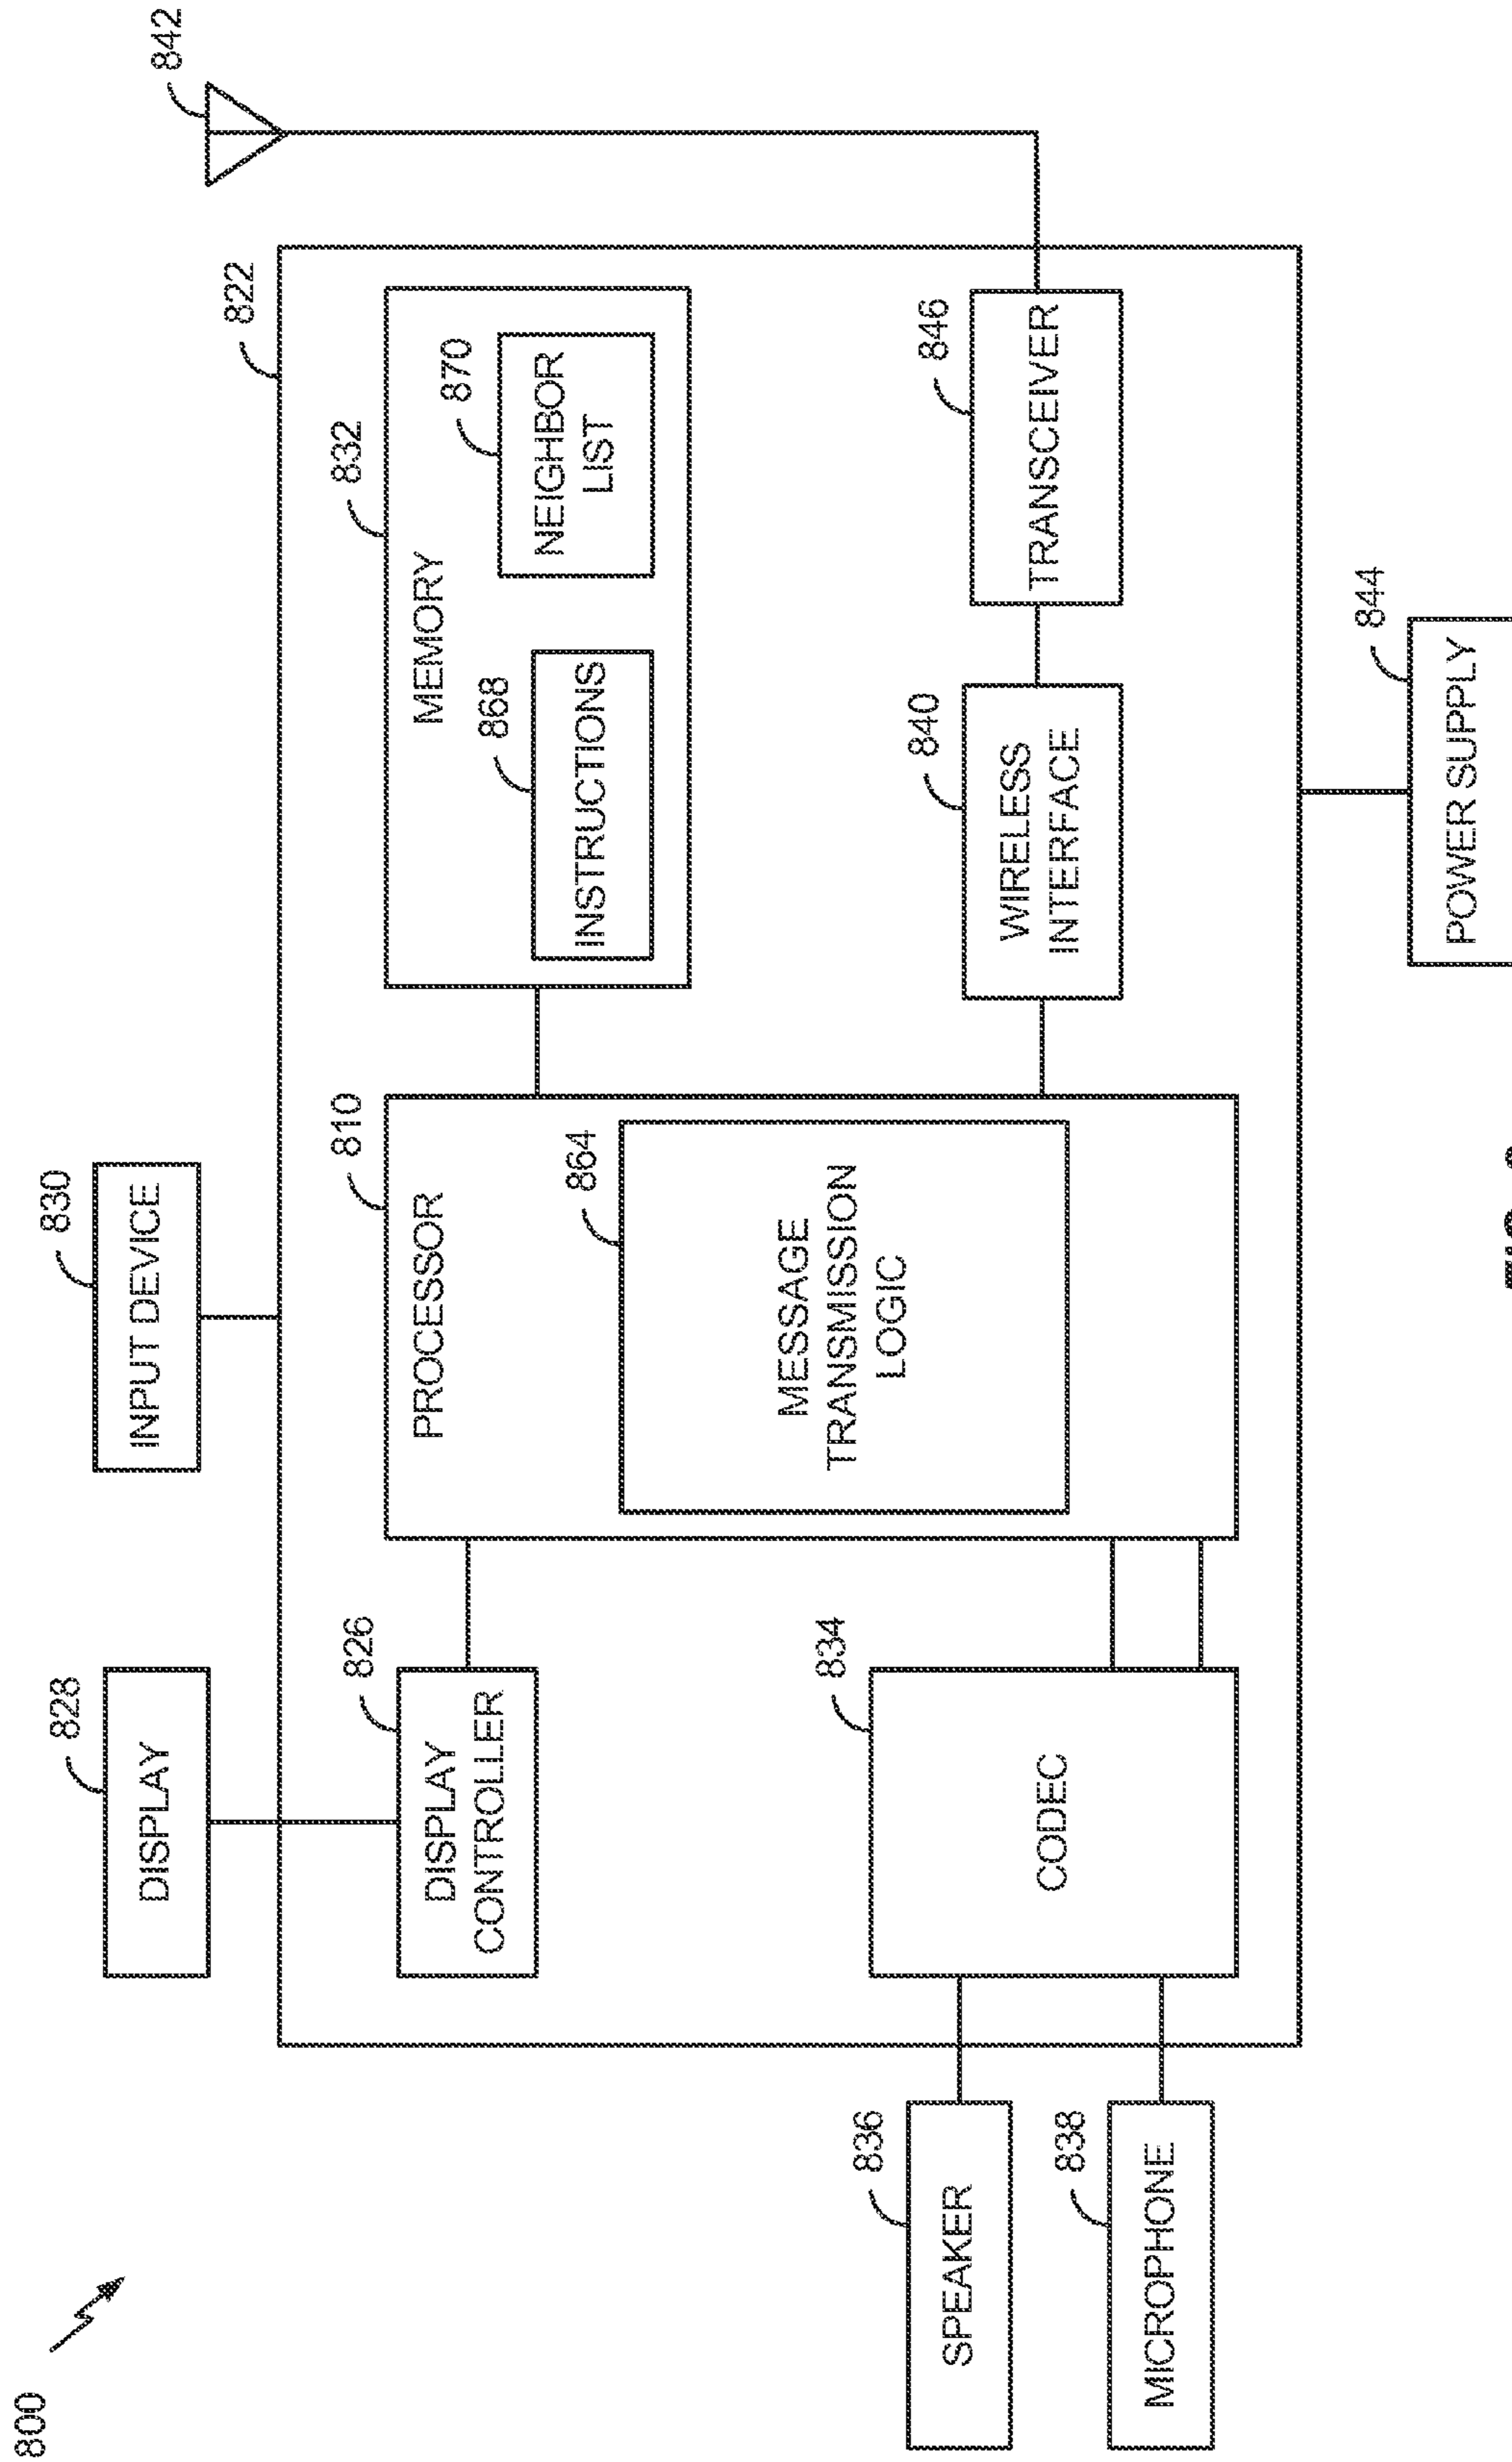 800
828
DISPLAY
830
INPUT DEVICE
842
822
826
DISPLAY
CONTROLLER
810
PROCESSOR
864
MESSAGE
TRANSMISSION
LOGIC
832
MEMORY
868
INSTRUCTIONS
870
NEIGHBOR
LIST
836
SPEAKER
838
MICROPHONE
834
CODEC
840
WIRELESS
INTERFACE
846
TRANSCEIVER
844
POWER SUPPLY